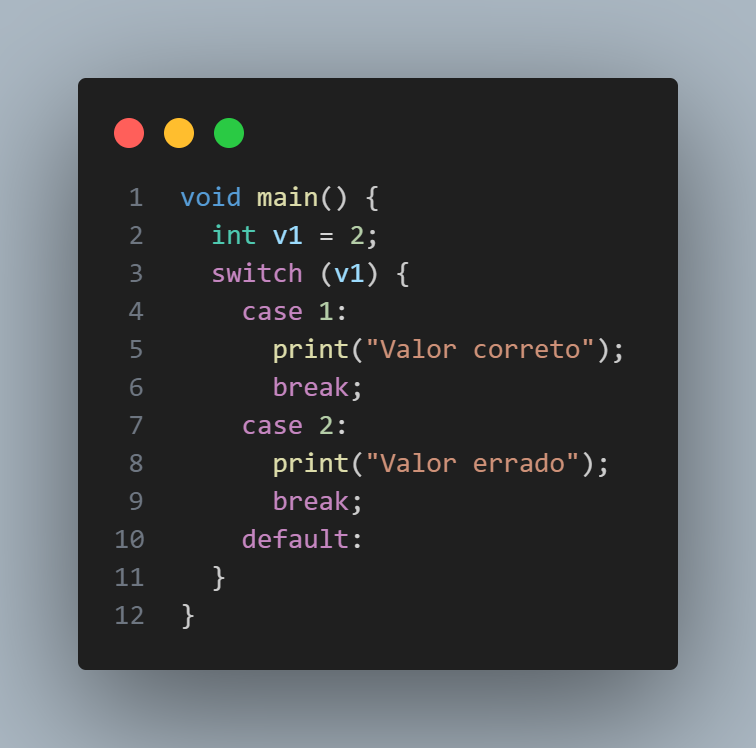 1 void main() {
2 int v1 = 2;
3 switch (v1) {
4 case 1:
5 print("Valor correto");
6 break;
7 case 2:
8 print("Valor errado");
9 break;
10 default:
11 }
12 }